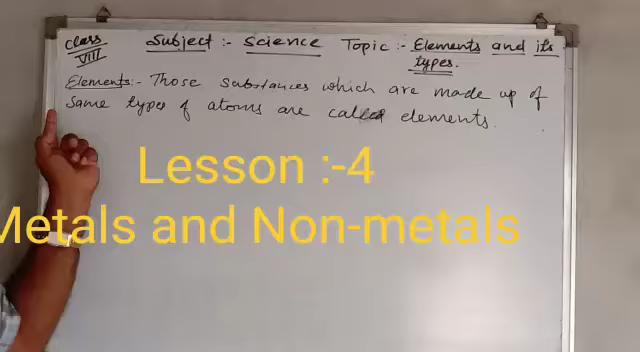 Class VIII Subject :- Science Topic :- Elements and its types.
Elements:- Those substances which are made up of
same types of atoms are called elements.
Lesson :-4
Metals and Non-metals